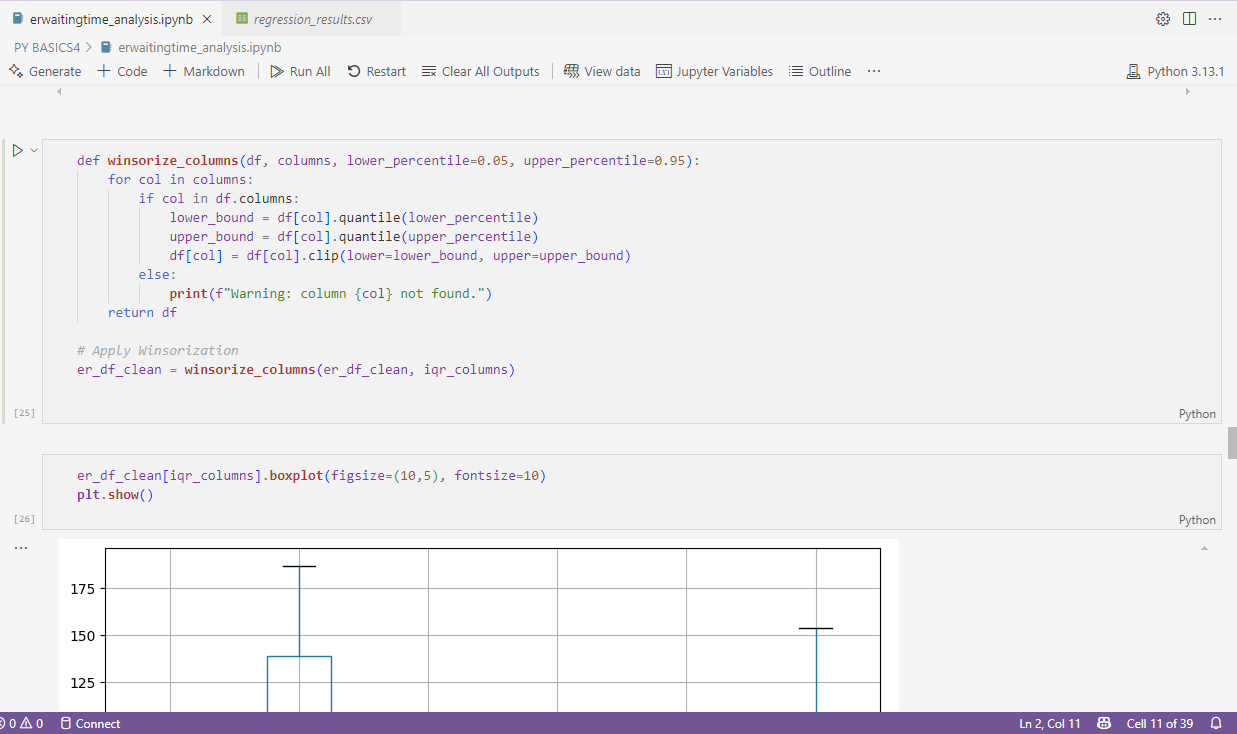 erwaitingtime_analysis.ipynb
regression_results.csv
PY BASICS4 > erwaitingtime_analysis.ipynb
Generate + Code + Markdown Run All Restart Clear All Outputs View data Jupyter Variables Outline ... Python 3.13.1
def winsorize_columns(df, columns, lower_percentile=0.05, upper_percentile=0.95):
    for col in columns:
        if col in df.columns:
            lower_bound = df[col].quantile(lower_percentile)
            upper_bound = df[col].quantile(upper_percentile)
            df[col] = df[col].clip(lower=lower_bound, upper=upper_bound)
        else:
            print(f"Warning: column {col} not found.")
    return df
# Apply Winsorization
er_df_clean = winsorize_columns(er_df_clean, iqr_columns)
[25]
Python
er_df_clean[iqr_columns].boxplot(figsize=(10,5), fontsize=10)
plt.show()
[26]
Python
...
175
150
125
0 0 Connect Ln 2, Col 11 Cell 11 of 39